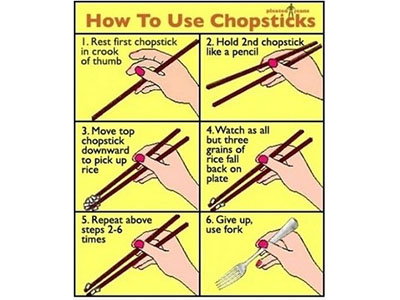 pleated jeans
How To Use Chopsticks
1. Rest first chopstick
in crook
of thumb
2. Hold 2nd chopstick
like a pencil
3. Move top
chopstick
downward
to pick up
rice
4. Watch as all
but three
grains of
rice fall
back on
plate
5. Repeat above
steps 2-6
times
6. Give up,
use fork